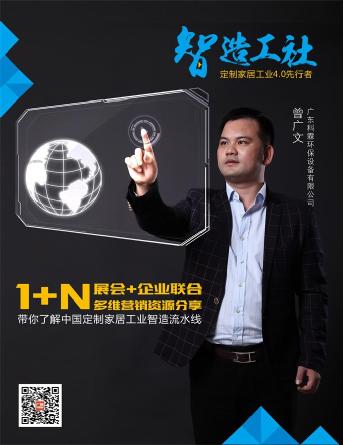 智造工社
定制家居工业4.0先行者
曾广文
广东科霖环保设备有限公司
1+N 展会+企业联合
多维营销资源分享
带你了解中国定制家居工业智造流水线